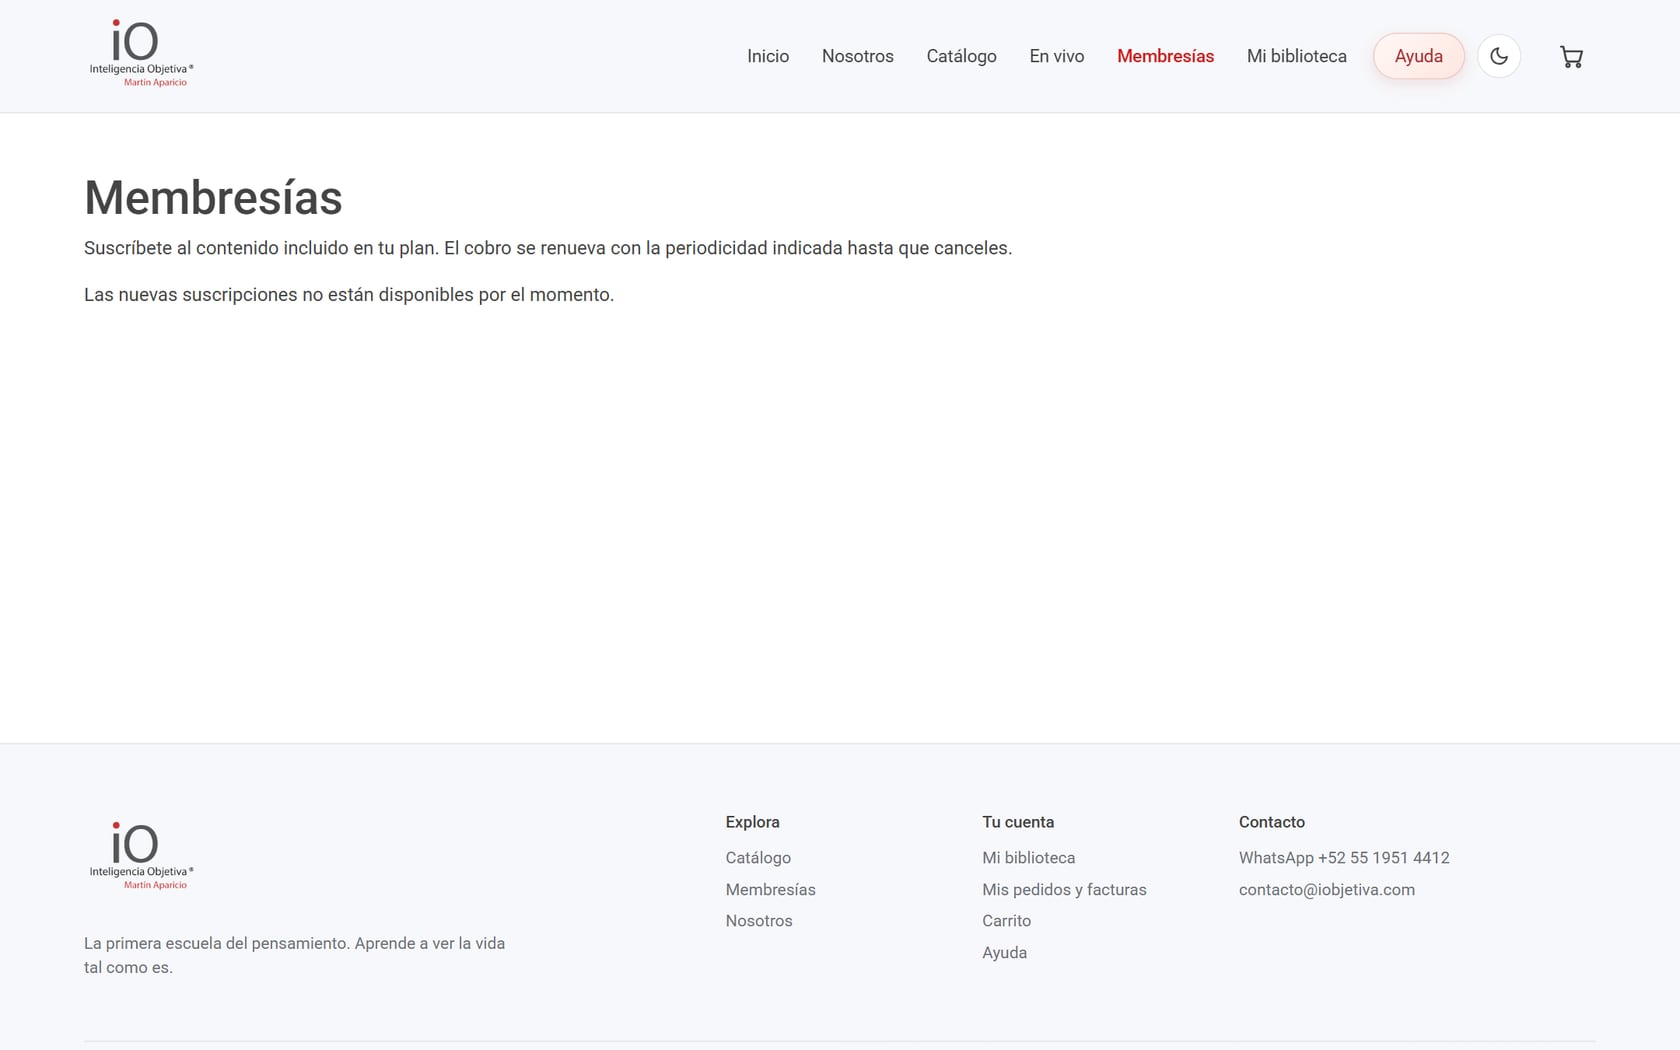 iO
Inteligencia Objetiva ®
Martín Aparicio
Inicio
Nosotros
Catálogo
En vivo
Membresías
Mi biblioteca
Ayuda
Membresías
Suscríbete al contenido incluido en tu plan. El cobro se renueva con la periodicidad indicada hasta que canceles.
Las nuevas suscripciones no están disponibles por el momento.
iO
Inteligencia Objetiva ®
Martín Aparicio
La primera escuela del pensamiento. Aprende a ver la vida
tal como es.
Explora
Catálogo
Membresías
Nosotros
Tu cuenta
Mi biblioteca
Mis pedidos y facturas
Carrito
Ayuda
Contacto
WhatsApp +52 55 1951 4412
contacto@iobjetiva.com